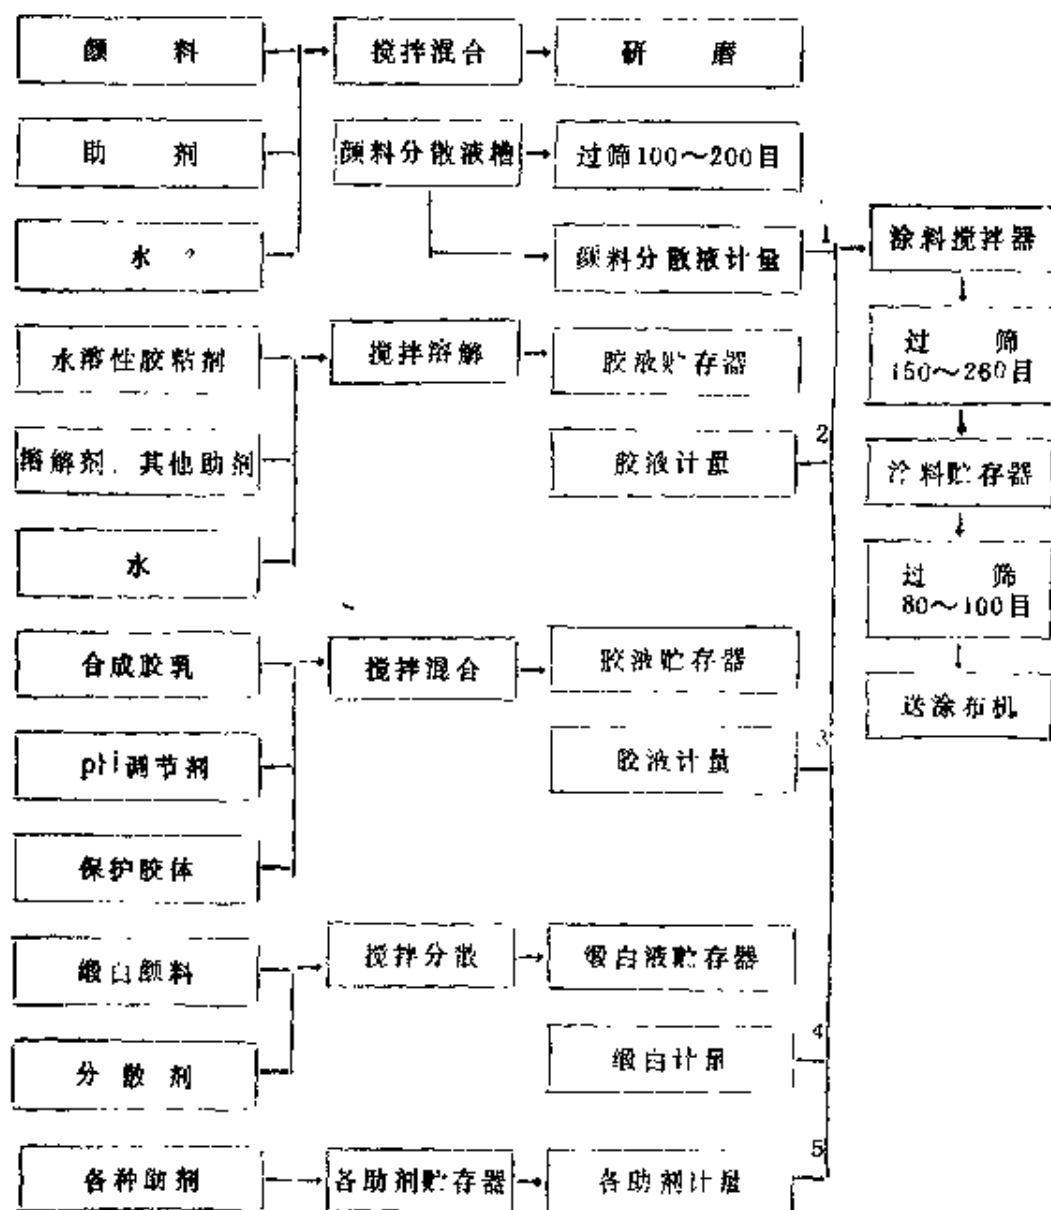 颜 料
搅拌混合
研 磨
助 剂
颜料分散液槽
过筛100～200目
水
颜料分散液计量
1
涂料搅拌器
水溶性胶粘剂
搅拌溶解
胶液贮存器
过 筛
150～260目
溶解剂、其他助剂
胶液计量
2
涂料贮存器
水
过 筛
80～100目
合成胶乳
搅拌混合
胶液贮存器
送涂布机
pH调节剂
胶液计量
3
保护胶体
缎白颜料
搅拌分散
缎白液贮存器
分 散 剂
缎白计量
4
各种助剂
各助剂贮存器
各助剂计量
5